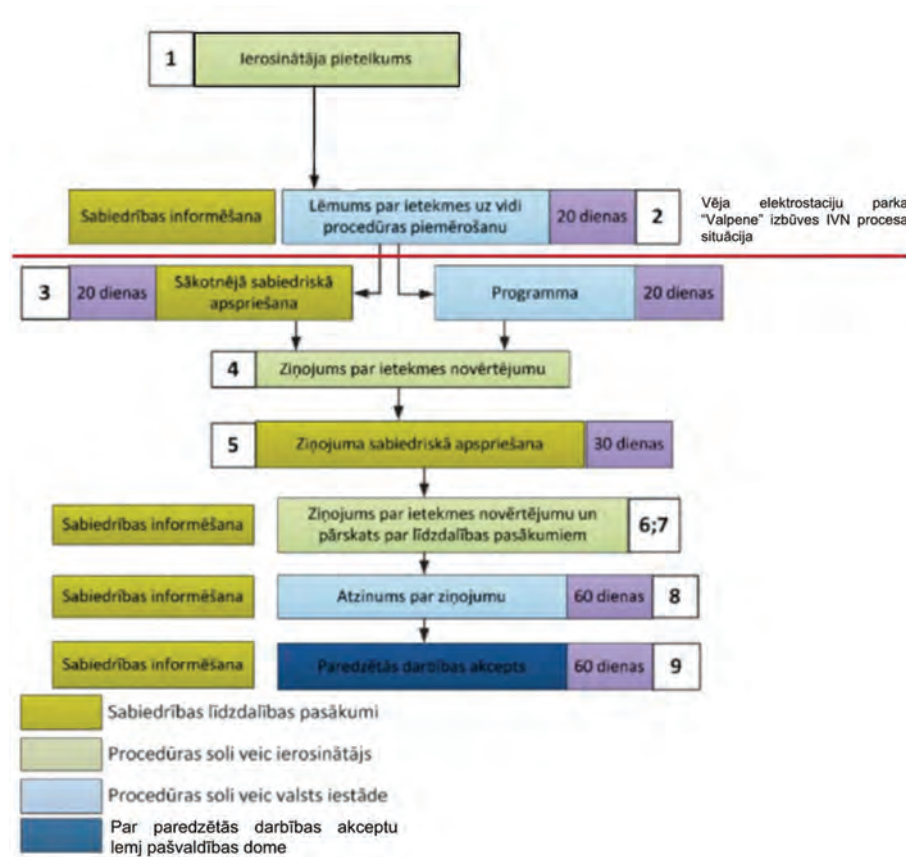 1
Ierosinātāja pieteikums
Sabiedrības informēšana
Lēmums par ietekmes uz vidi
procedūras piemērošanu
20 dienas
2
Vēja elektrostaciju parka
"Valpene" izbūves IVN procesa
situācija
3
20 dienas
Sākotnējā sabiedriskā
apspriešana
Programma
20 dienas
4
Ziņojums par ietekmes novērtējumu
5
Ziņojuma sabiedriskā apspriešana
30 dienas
Sabiedrības informēšana
Ziņojums par ietekmes novērtējumu un
pārskats par līdzdalības pasākumiem
6;7
Sabiedrības informēšana
Atzinums par ziņojumu
60 dienas
8
Sabiedrības informēšana
Paredzētās darbības akcepts
60 dienas
9
Sabiedrības līdzdalības pasākumi
Procedūras soli veic ierosinātājs
Procedūras soli veic valsts iestāde
Par paredzētās darbības akceptu
lemj pašvaldības dome